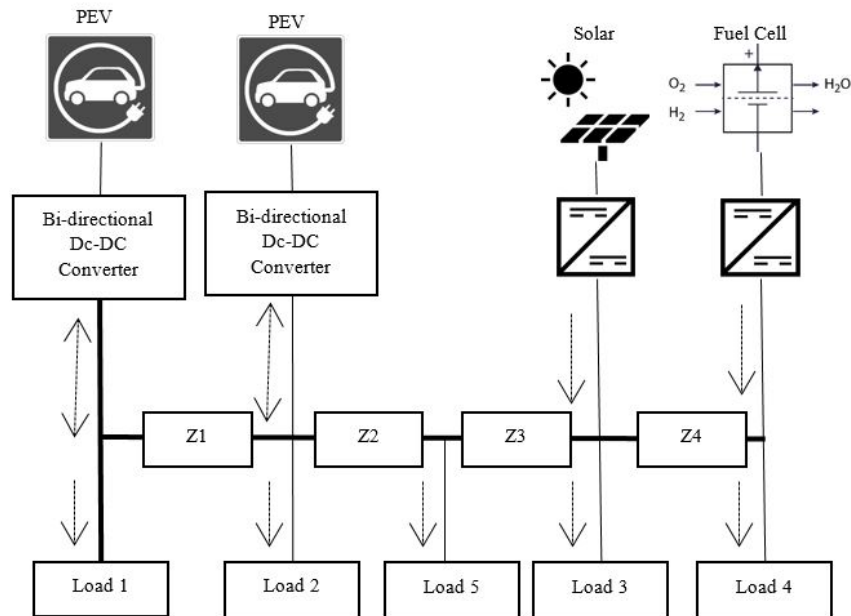 PEV
PEV
Solar
Fuel Cell
+
O2
H2O
H2
Bi-directional
Dc-DC
Converter
Bi-directional
Dc-DC
Converter
Z1
Z2
Z3
Z4
Load 1
Load 2
Load 5
Load 3
Load 4